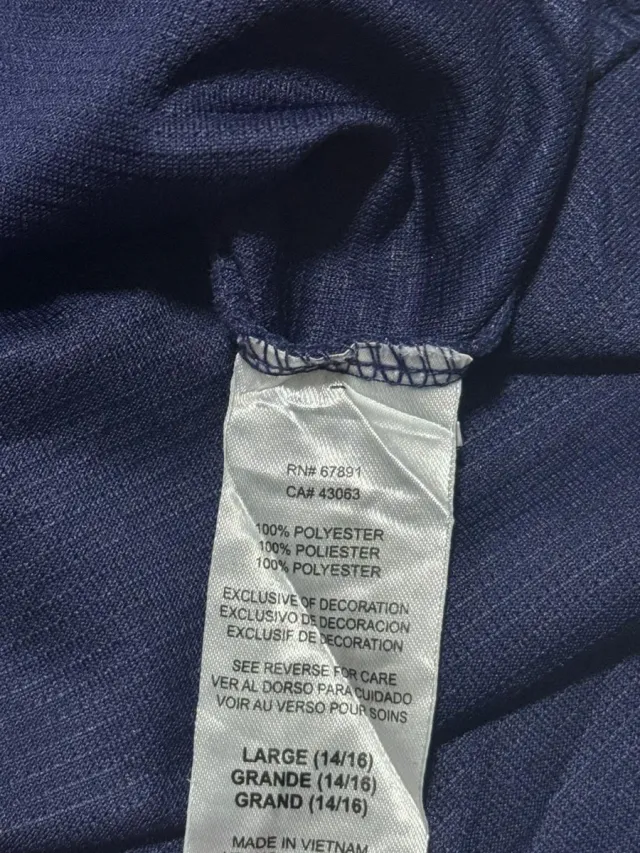 RN# 67891
CA# 43063
100% POLYESTER
100% POLIESTER
100% POLYESTER
EXCLUSIVE OF DECORATION
EXCLUSIVO DE DECORACION
EXCLUSIF DE DECORATION
SEE REVERSE FOR CARE
VER AL DORSO PARA CUIDADO
VOIR AU VERSO POUR SOINS
LARGE (14/16)
GRANDE (14/16)
GRAND (14/16)
MADE IN VIETNAM